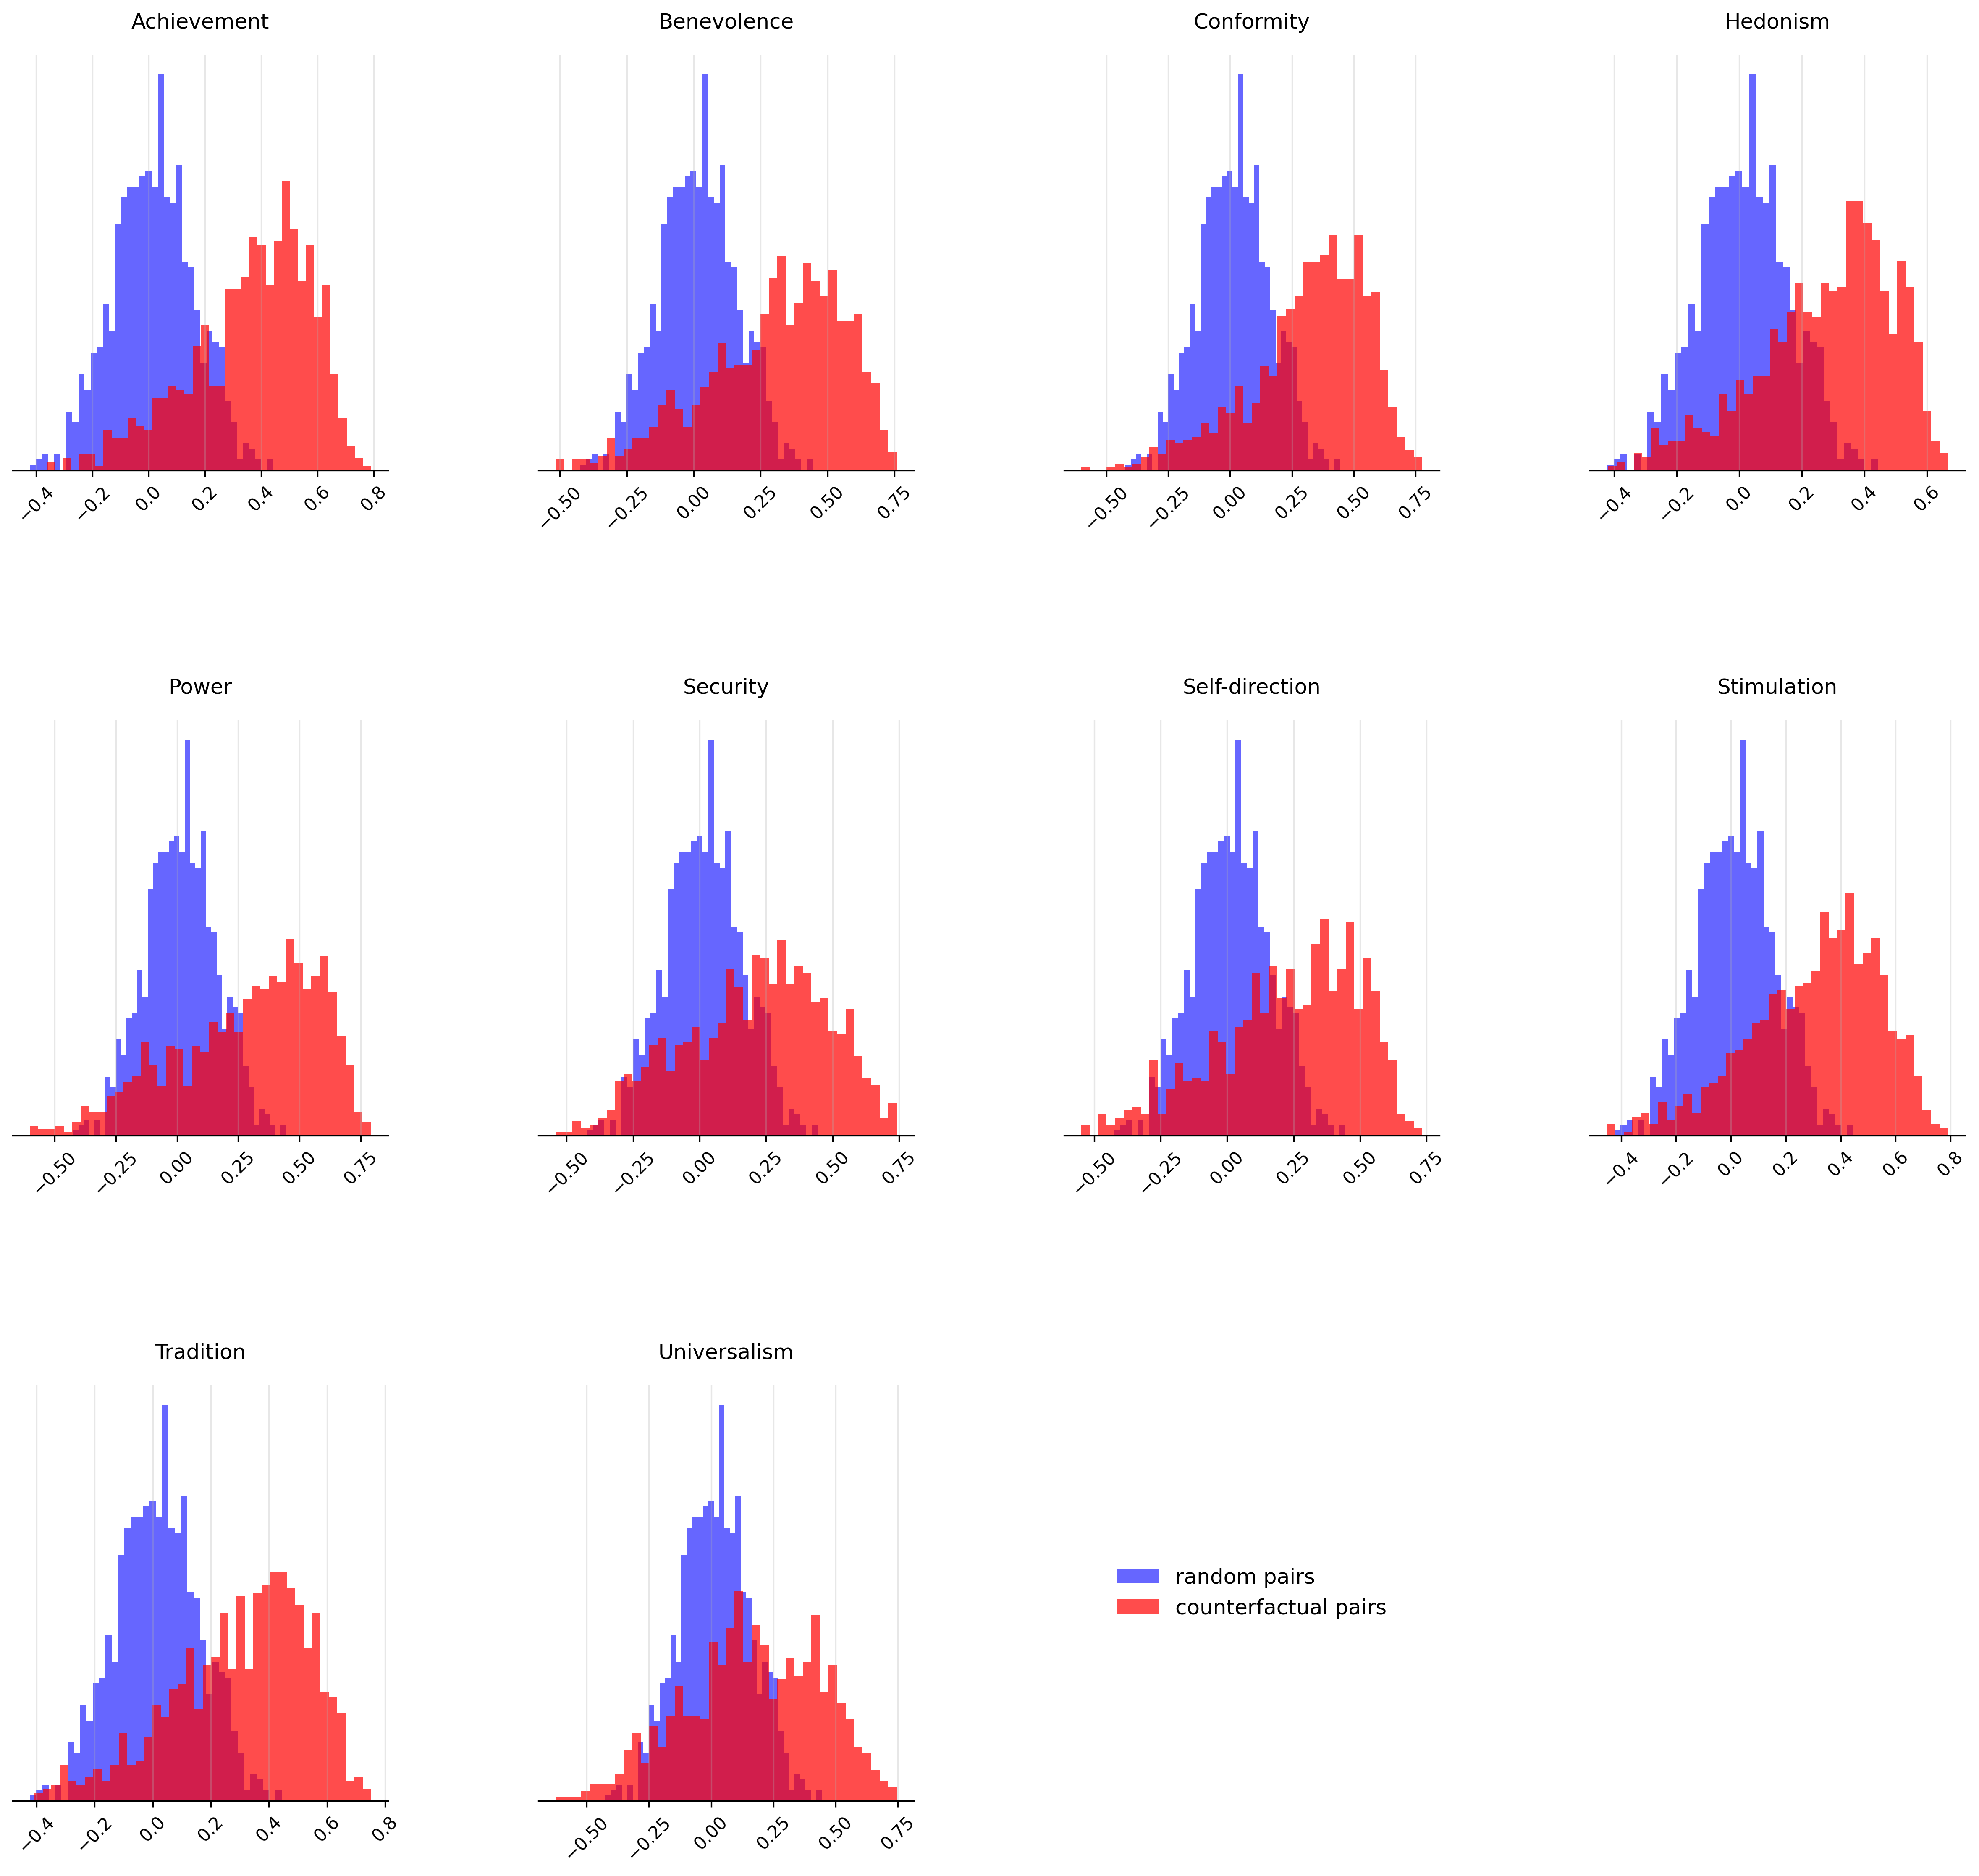 Achievement Benevolence Conformity Hedonism
−0.4 −0.2 0.0 0.2 0.4 0.6 0.8 −0.50 −0.25 0.00 0.25 0.50 0.75 −0.50 −0.25 0.00 0.25 0.50 0.75 −0.4 −0.2 0.0 0.2 0.4 0.6
Power Security Self-direction Stimulation
−0.50 −0.25 0.00 0.25 0.50 0.75 −0.50 −0.25 0.00 0.25 0.50 0.75 −0.50 −0.25 0.00 0.25 0.50 0.75 −0.4 −0.2 0.0 0.2 0.4 0.6 0.8
Tradition Universalism
random pairs
counterfactual pairs
−0.4 −0.2 0.0 0.2 0.4 0.6 0.8 −0.50 −0.25 0.00 0.25 0.50 0.75